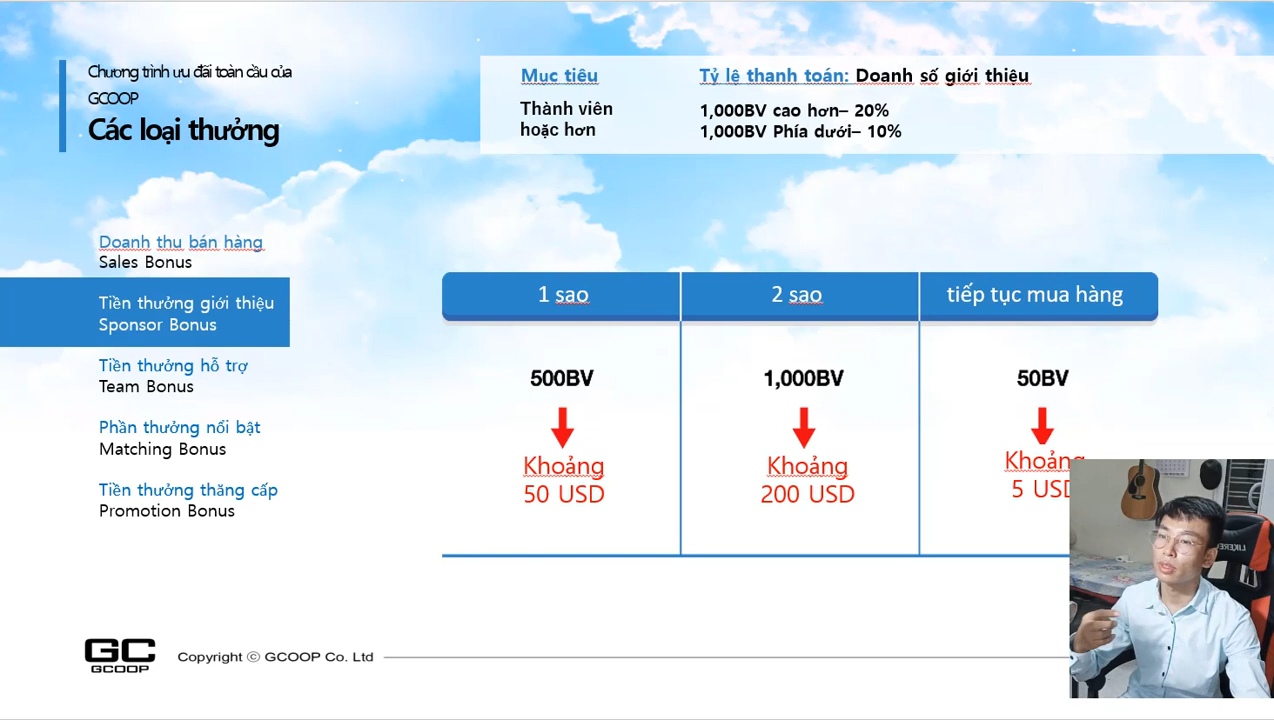 Chương trình ưu đãi toàn cầu của
GCOOP
Các loại thưởng
Mục tiêu
Thành viên
hoặc hơn
Tỷ lệ thanh toán: Doanh số giới thiệu
1,000BV cao hơn– 20%
1,000BV Phía dưới– 10%
Doanh thu bán hàng
Sales Bonus
Tiền thưởng giới thiệu
Sponsor Bonus
Tiền thưởng hỗ trợ
Team Bonus
Phần thưởng nổi bật
Matching Bonus
Tiền thưởng thăng cấp
Promotion Bonus
1 sao
2 sao
tiếp tục mua hàng
500BV
1,000BV
50BV
Khoảng
50 USD
Khoảng
200 USD
Khoảng
5 USD
GC
GCOOP
Copyright ⓒ GCOOP Co. Ltd